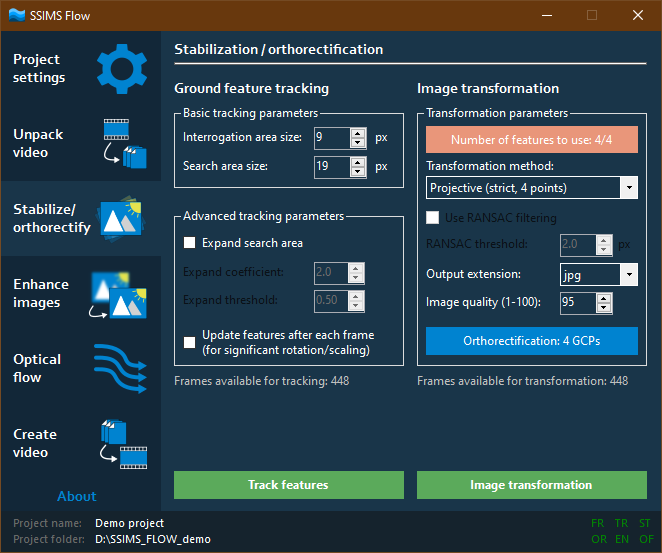 SSIMS Flow
Project
settings
Unpack
video
Stabilize/
orthorectify
Enhance
images
Optical
flow
Create
video
About
Stabilization / orthorectification
Ground feature tracking
Basic tracking parameters
Interrogation area size: 9 px
Search area size: 19 px
Advanced tracking parameters
Expand search area
Expand coefficient: 2.0
Expand threshold: 0.50
Update features after each frame
(for significant rotation/scaling)
Frames available for tracking: 448
Track features
Image transformation
Transformation parameters
Number of features to use: 4/4
Transformation method:
Projective (strict, 4 points)
Use RANSAC filtering
RANSAC threshold: 2.0 px
Output extension: jpg
Image quality (1-100): 95
Orthorectification: 4 GCPs
Frames available for transformation: 448
Image transformation
Project name: Demo project
Project folder: D:\SSIMS_FLOW_demo
FR TR ST
OR EN OF